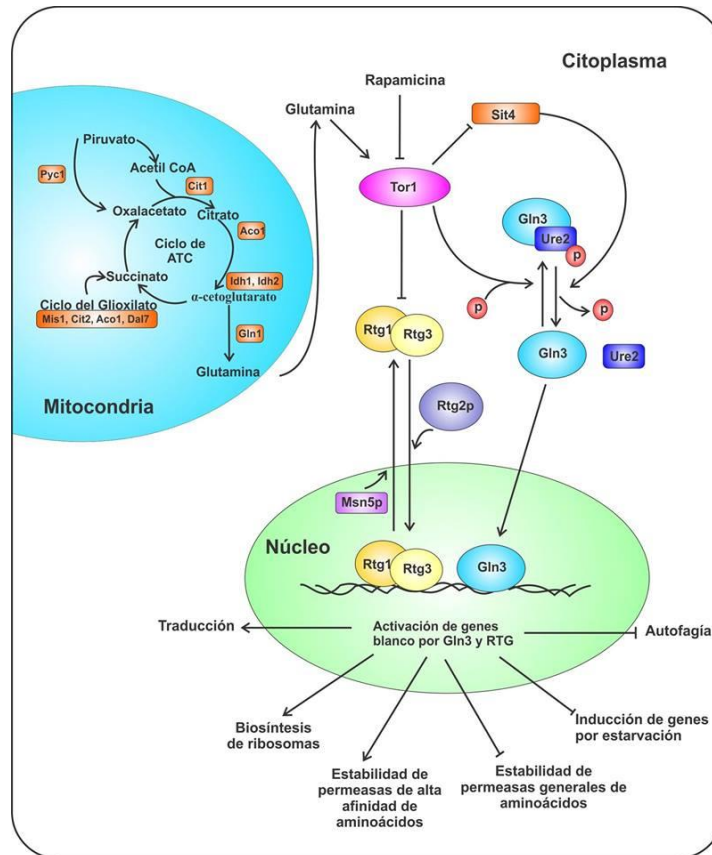 Citoplasma
Rapamicina
Glutamina
Sit4
Piruvato
Acetil CoA
Pyc1
Cit1
Tor1
Oxalacetato
Citrato
Gln3
Ure2
p
Aco1
Ciclo de
ATC
Succinato
Idh1, Idh2
α-cetoglutarato
Ciclo del Glioxilato
Mis1, Cit2, Aco1, Dal7
p
p
Gln1
Rtg1
Rtg3
Gln3
Ure2
Glutamina
Mitocondria
Rtg2p
Msn5p
Núcleo
Rtg1
Rtg3
Gln3
Traducción
Activación de genes
blanco por Gln3 y RTG
Autofagía
Biosíntesis
de ribosomas
Inducción de genes
por estarvación
Estabilidad de
permeasas de alta
afinidad de
aminoácidos
Estabilidad de
permeasas generales de
aminoácidos